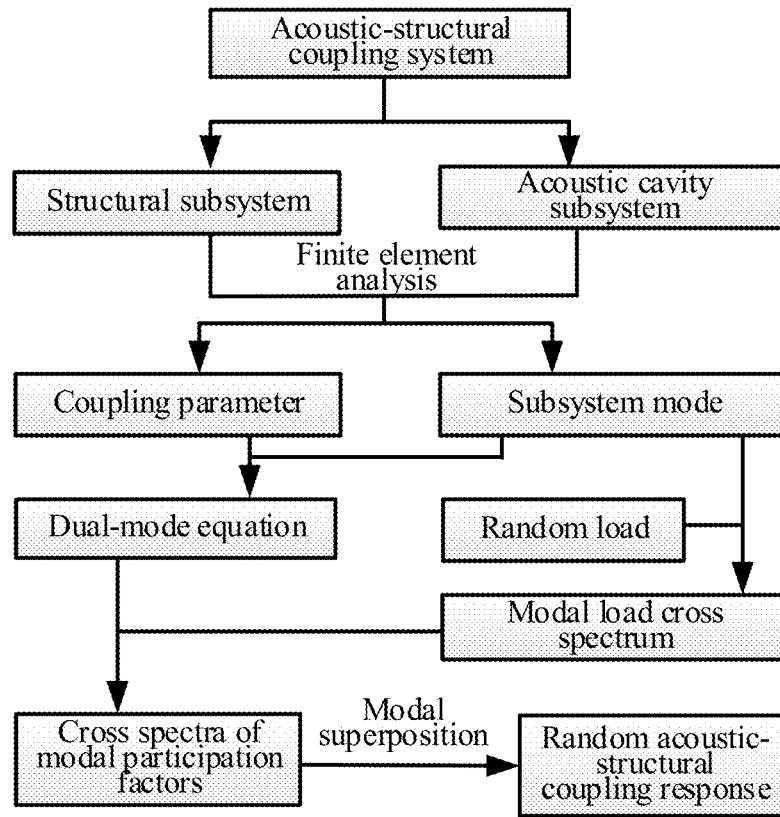 Acoustic-structural
coupling system
Structural subsystem
Acoustic cavity
subsystem
Finite element
analysis
Coupling parameter
Subsystem mode
Dual-mode equation
Random load
Modal load cross
spectrum
Cross spectra of
modal participation
factors
Modal
superposition
Random acoustic-
structural
coupling response